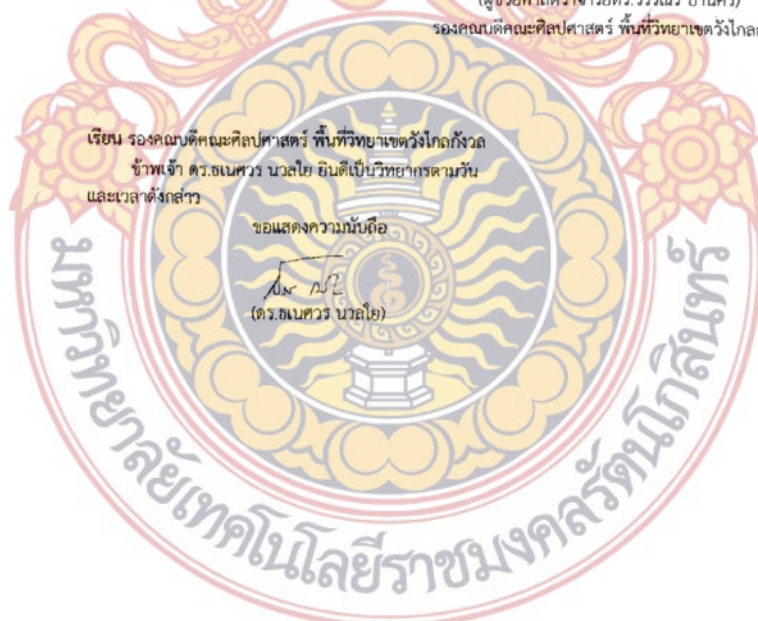 รองคณบดีคณะศิลปศาสตร์ พื้นที่วิทยาเขตวังไกล
เรียน รองคณบดีคณะศิลปศาสตร์ พื้นที่วิทยาเขตวังไกลกังวล
ข้าพเจ้า ดร.ธเนศวร นวลใย ยินดีเป็นวิทยากรตามวัน
และเวลาดังกล่าว
ขอแสดงความนับถือ
(ดร.ธเนศวร นวลใย)
มหาวิทยาลัยเทคโนโลยีราชมงคลรัตนโกสินทร์